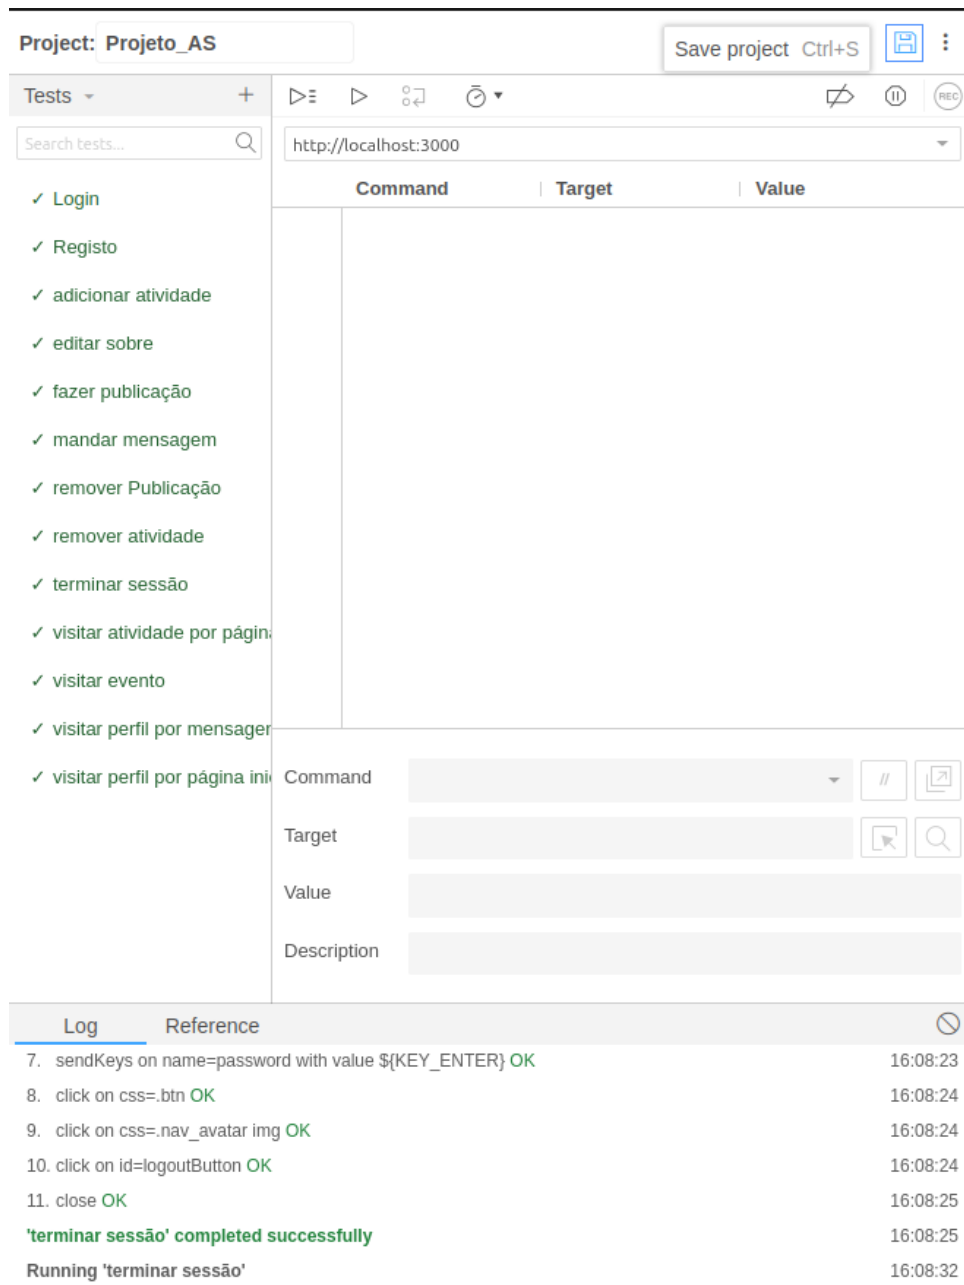 Project: Projeto_AS
Save project Ctrl+S
Tests
REC
Search tests...
http://localhost:3000
Command Target Value
✓ Login
✓ Registo
✓ adicionar atividade
✓ editar sobre
✓ fazer publicação
✓ mandar mensagem
✓ remover Publicação
✓ remover atividade
✓ terminar sessão
✓ visitar atividade por página
✓ visitar evento
✓ visitar perfil por mensager
✓ visitar perfil por página ini
Command
//
Target
Value
Description
Log Reference
7. sendKeys on name=password with value ${KEY_ENTER} OK 16:08:23
8. click on css=.btn OK 16:08:24
9. click on css=.nav_avatar img OK 16:08:24
10. click on id=logoutButton OK 16:08:24
11. close OK 16:08:25
'terminar sessão' completed successfully 16:08:25
Running 'terminar sessão' 16:08:32